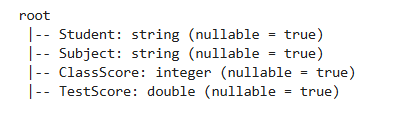 root
 |-- Student: string (nullable = true)
 |-- Subject: string (nullable = true)
 |-- ClassScore: integer (nullable = true)
 |-- TestScore: double (nullable = true)